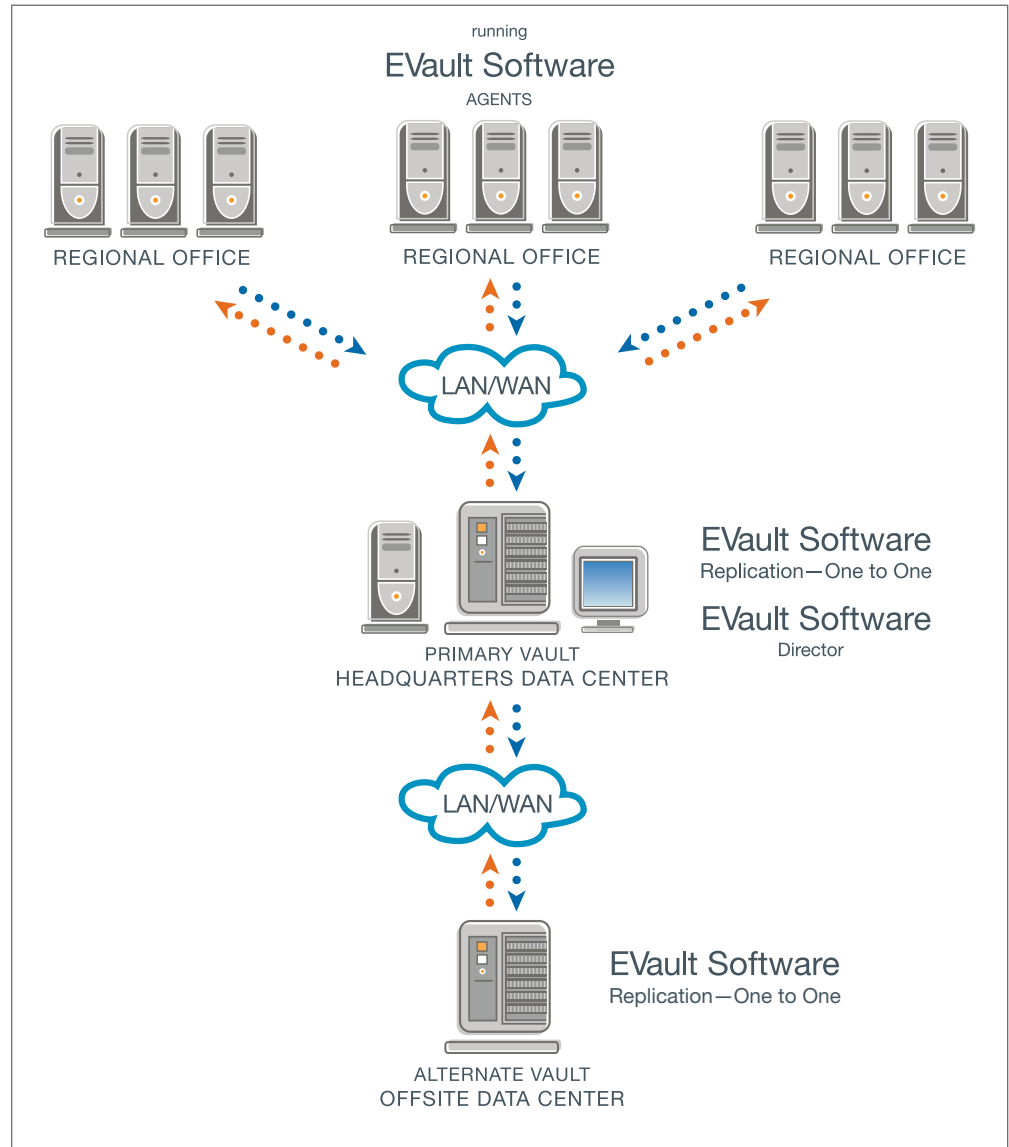 running
EVault Software
AGENTS
REGIONAL OFFICE
REGIONAL OFFICE
REGIONAL OFFICE
LAN/WAN
EVault Software
Replication—One to One
EVault Software
Director
PRIMARY VAULT
HEADQUARTERS DATA CENTER
LAN/WAN
EVault Software
Replication—One to One
ALTERNATE VAULT
OFFSITE DATA CENTER